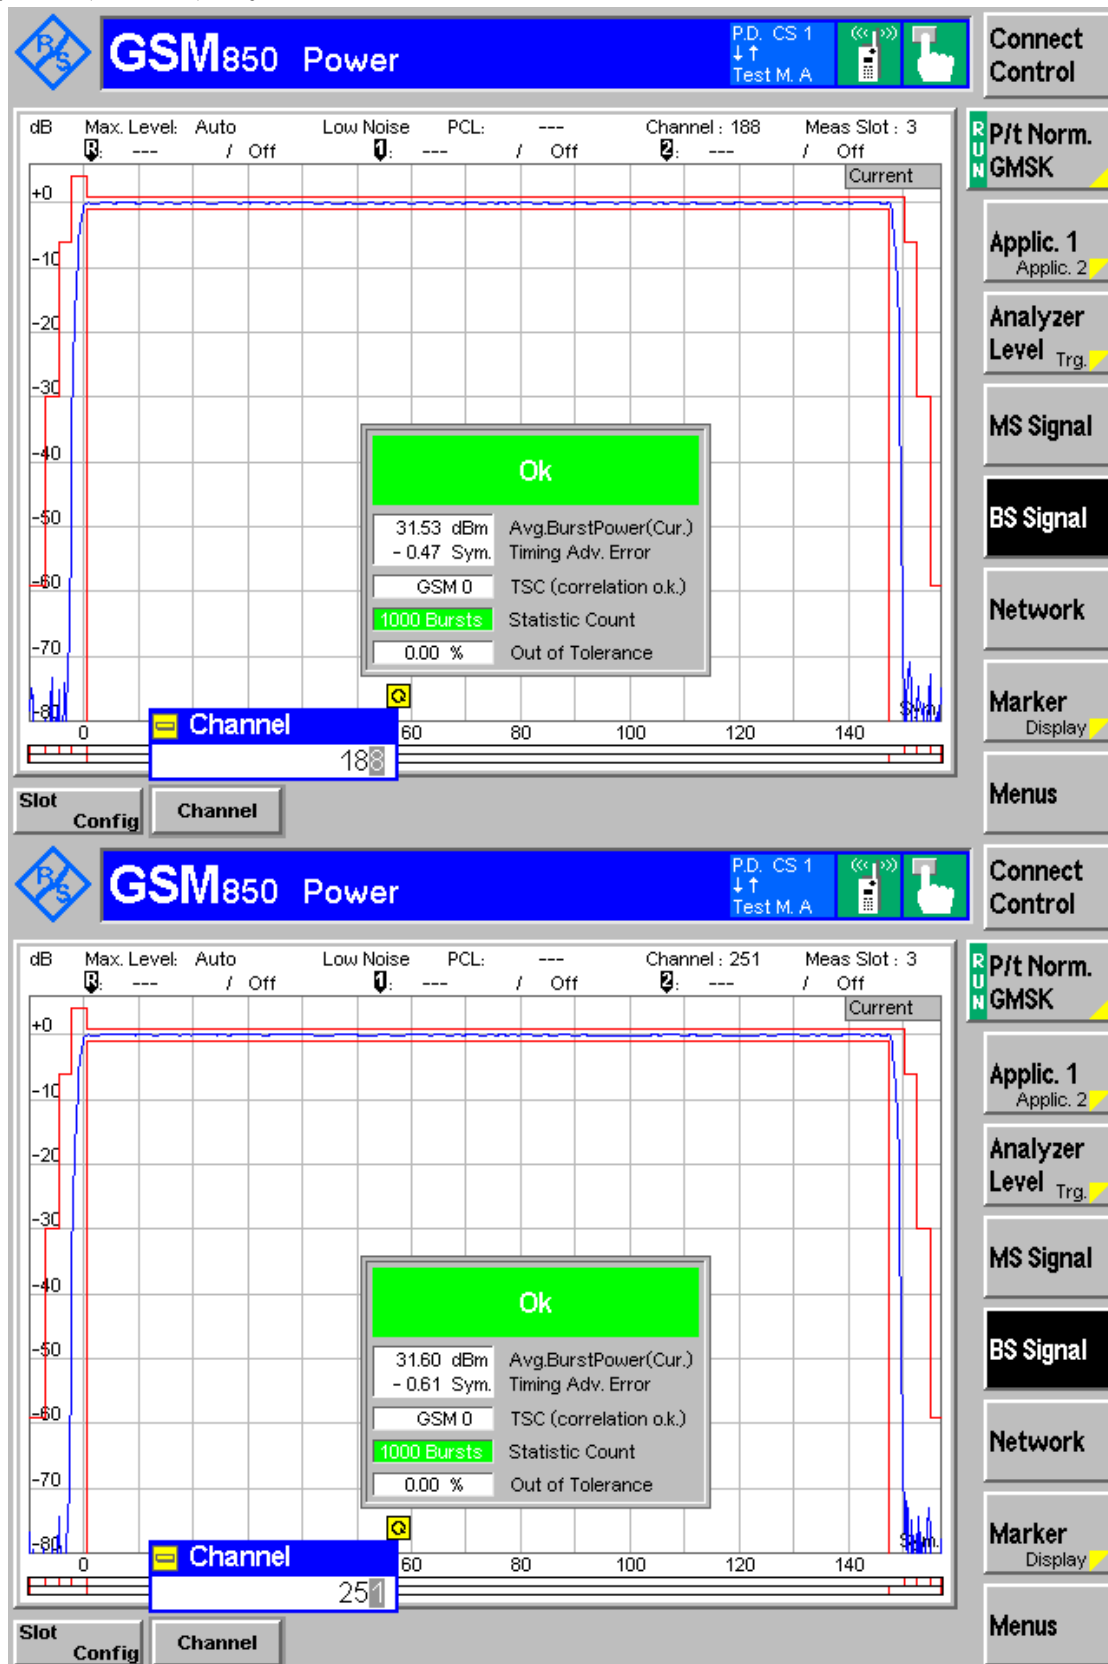 R/S GSM850 Power P.D. CS 1 Connect Control
Test M. A
dB Max. Level: Auto Low Noise PCL: --- Channel : 188 Meas Slot : 3
R: --- / Off 1: --- / Off 2: --- / Off
RUN P/t Norm. GMSK
Current
+0
-10
-20
-30
-40
-50
-60
-70
-80
Applic. 1
Applic. 2
Analyzer
Level Trg.
MS Signal
BS Signal
Network
Marker
Display
Menus
Ok
31.53 dBm Avg.BurstPower(Cur.)
- 0.47 Sym. Timing Adv. Error
GSM 0 TSC (correlation o.k.)
1000 Bursts Statistic Count
0.00 % Out of Tolerance
Sym.
0 60 80 100 120 140
Channel
188
Slot Config Channel
R/S GSM850 Power P.D. CS 1 Connect Control
Test M. A
dB Max. Level: Auto Low Noise PCL: --- Channel : 251 Meas Slot : 3
R: --- / Off 1: --- / Off 2: --- / Off
RUN P/t Norm. GMSK
Current
+0
-10
-20
-30
-40
-50
-60
-70
-80
Applic. 1
Applic. 2
Analyzer
Level Trg.
MS Signal
BS Signal
Network
Marker
Display
Menus
Ok
31.60 dBm Avg.BurstPower(Cur.)
- 0.61 Sym. Timing Adv. Error
GSM 0 TSC (correlation o.k.)
1000 Bursts Statistic Count
0.00 % Out of Tolerance
Sym.
0 60 80 100 120 140
Channel
251
Slot Config Channel